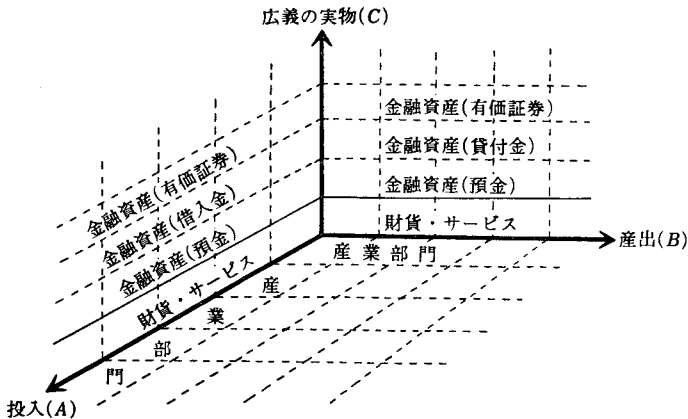 広義の実物(C)
金融資産(有価証券)
金融資産(貸付金)
金融資産(預金)
財貨・サービス
産出(B)
産業部門
金融資産(有価証券)
金融資産(借入金)
金融資産(預金)
財貨・サービス
産業部門
投入(A)